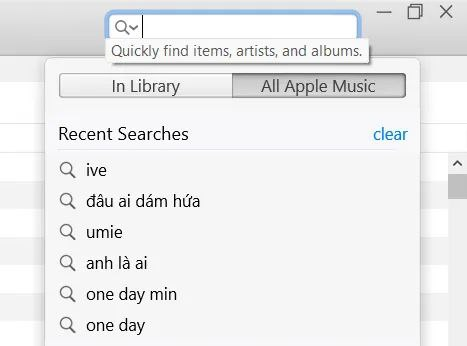 Quickly find items, artists, and albums.
In Library All Apple Music
Recent Searches clear
ive
đâu ai dám hứa
umie
anh là ai
one day min
one day